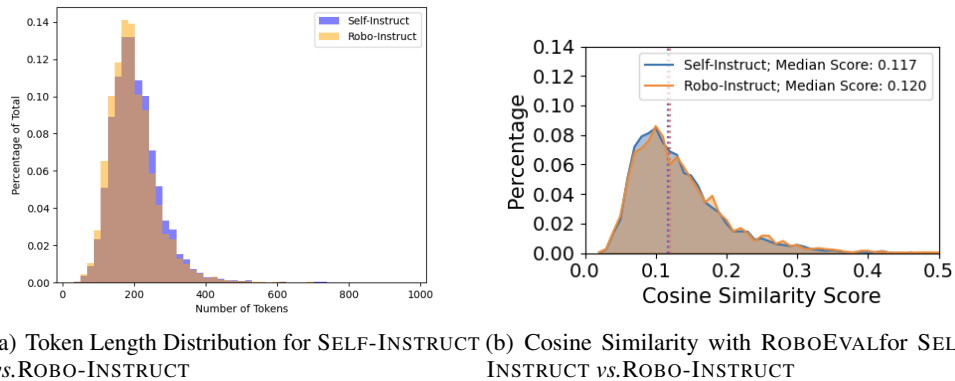 0.14
0.12
0.10
0.08
0.06
0.04
0.02
0.00
Percentage of Total
Self-Instruct
Robo-Instruct
0 200 400 600 800 1000
Number of Tokens
0.14
0.12
0.10
0.08
0.06
0.04
0.02
0.00
Percentage
Self-Instruct; Median Score: 0.117
Robo-Instruct; Median Score: 0.120
0.0 0.1 0.2 0.3 0.4 0.5
Cosine Similarity Score
a) Token Length Distribution for SELF-INSTRUCT
vs.ROBO-INSTRUCT
(b) Cosine Similarity with ROBOEVALfor SEL
INSTRUCT vs.ROBO-INSTRUCT